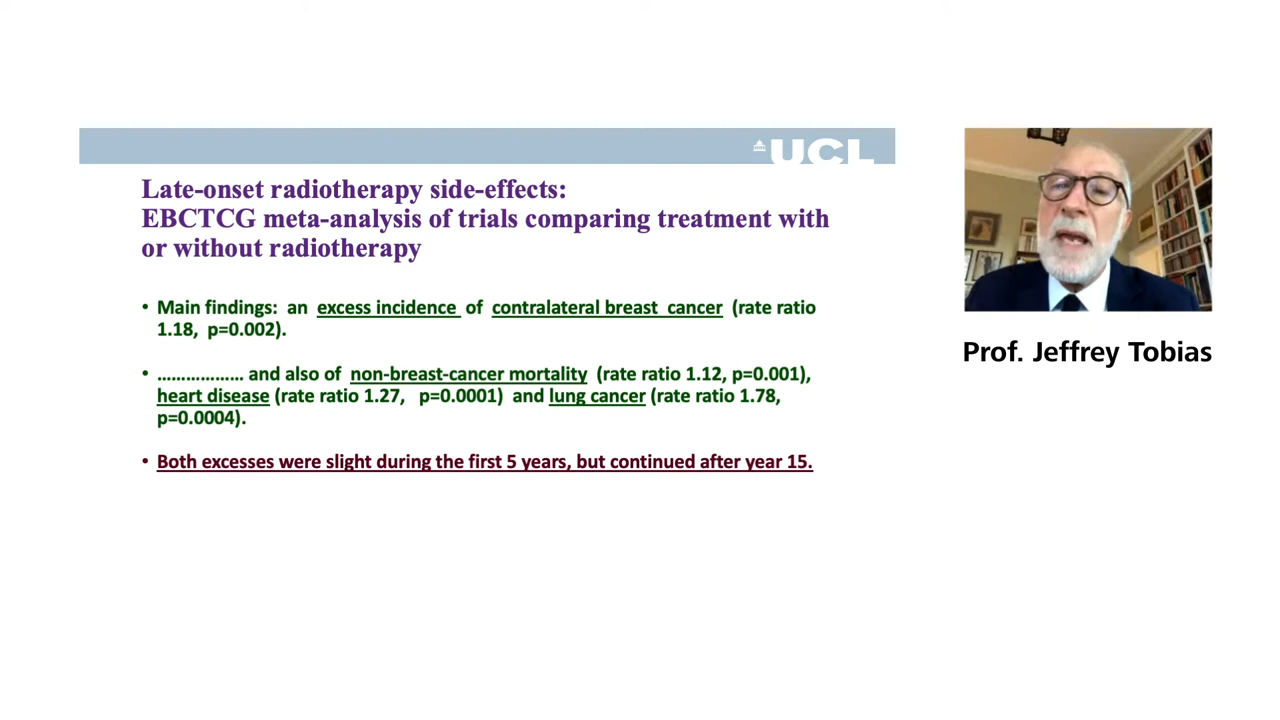 UCL
Late-onset radiotherapy side-effects:
EBCTCG meta-analysis of trials comparing treatment with
or without radiotherapy
• Main findings: an excess incidence of contralateral breast cancer (rate ratio
1.18, p=0.002).
• .................. and also of non-breast-cancer mortality (rate ratio 1.12, p=0.001),
heart disease (rate ratio 1.27, p=0.0001) and lung cancer (rate ratio 1.78,
p=0.0004).
• Both excesses were slight during the first 5 years, but continued after year 15.
Prof. Jeffrey Tobias